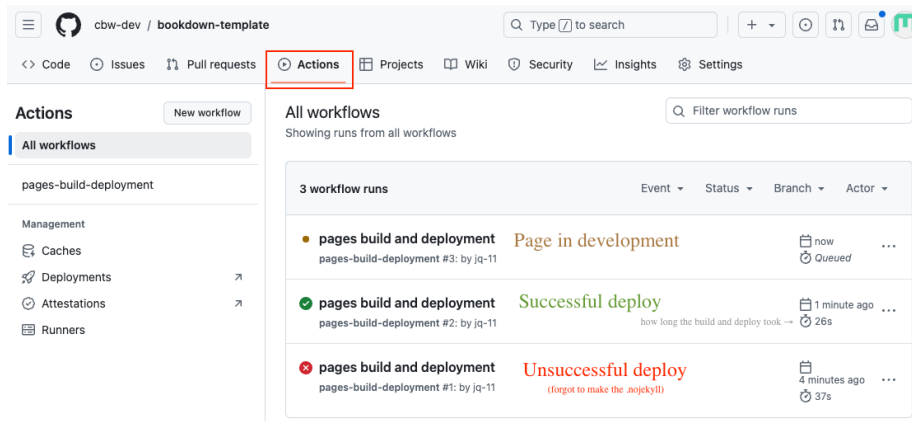 cbw-dev / bookdown-template
Type / to search
<> Code
Issues
Pull requests
Actions
Projects
Wiki
Security
Insights
Settings
Actions
New workflow
All workflows
pages-build-deployment
Management
Caches
Deployments
Attestations
Runners
All workflows
Showing runs from all workflows
Filter workflow runs
3 workflow runs
Event
Status
Branch
Actor
pages build and deployment
pages-build-deployment #3: by jq-11
Page in development
now
Queued
pages build and deployment
pages-build-deployment #2: by jq-11
Successful deploy
how long the build and deploy took →
1 minute ago
26s
pages build and deployment
pages-build-deployment #1: by jq-11
Unsuccessful deploy
(forgot to make the .nojekyll)
4 minutes ago
37s